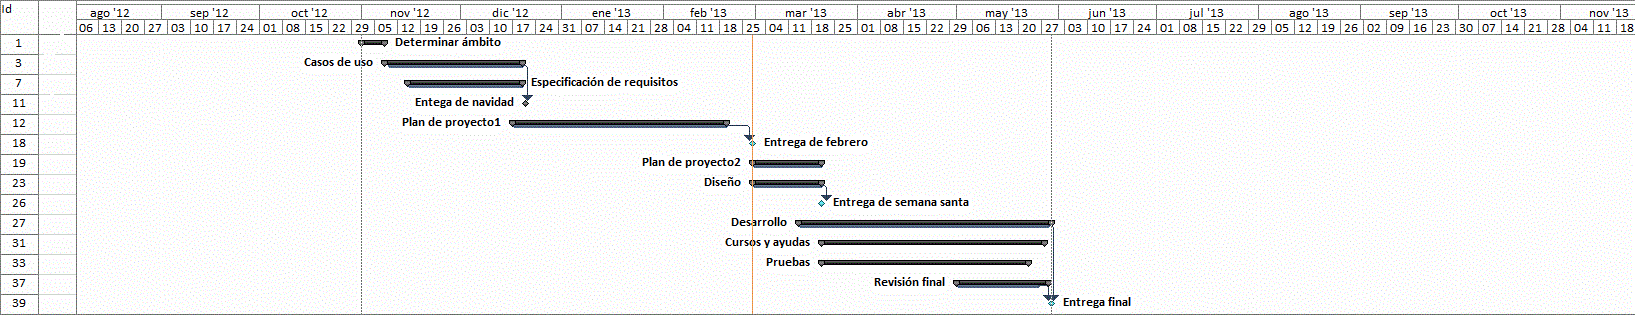 Id
ago '12 sep '12 oct '12 nov '12 dic '12 ene '13 feb '13 mar '13 abr '13 may '13 jun '13 jul '13 ago '13 sep '13 oct '13 nov '13
06 13 20 27 03 10 17 24 01 08 15 22 29 05 12 19 26 03 10 17 24 31 07 14 21 28 04 11 18 25 04 11 18 25 01 08 15 22 29 06 13 20 27 03 10 17 24 01 08 15 22 29 05 12 19 26 02 09 16 23 30 07 14 21 28 04 11 18
1 Determinar ámbito
3 Casos de uso
7 Especificación de requisitos
11 Entega de navidad
12 Plan de proyecto1
18 Entrega de febrero
19 Plan de proyecto2
23 Diseño
26 Entrega de semana santa
27 Desarrollo
31 Cursos y ayudas
33 Pruebas
37 Revisión final
39 Entrega final